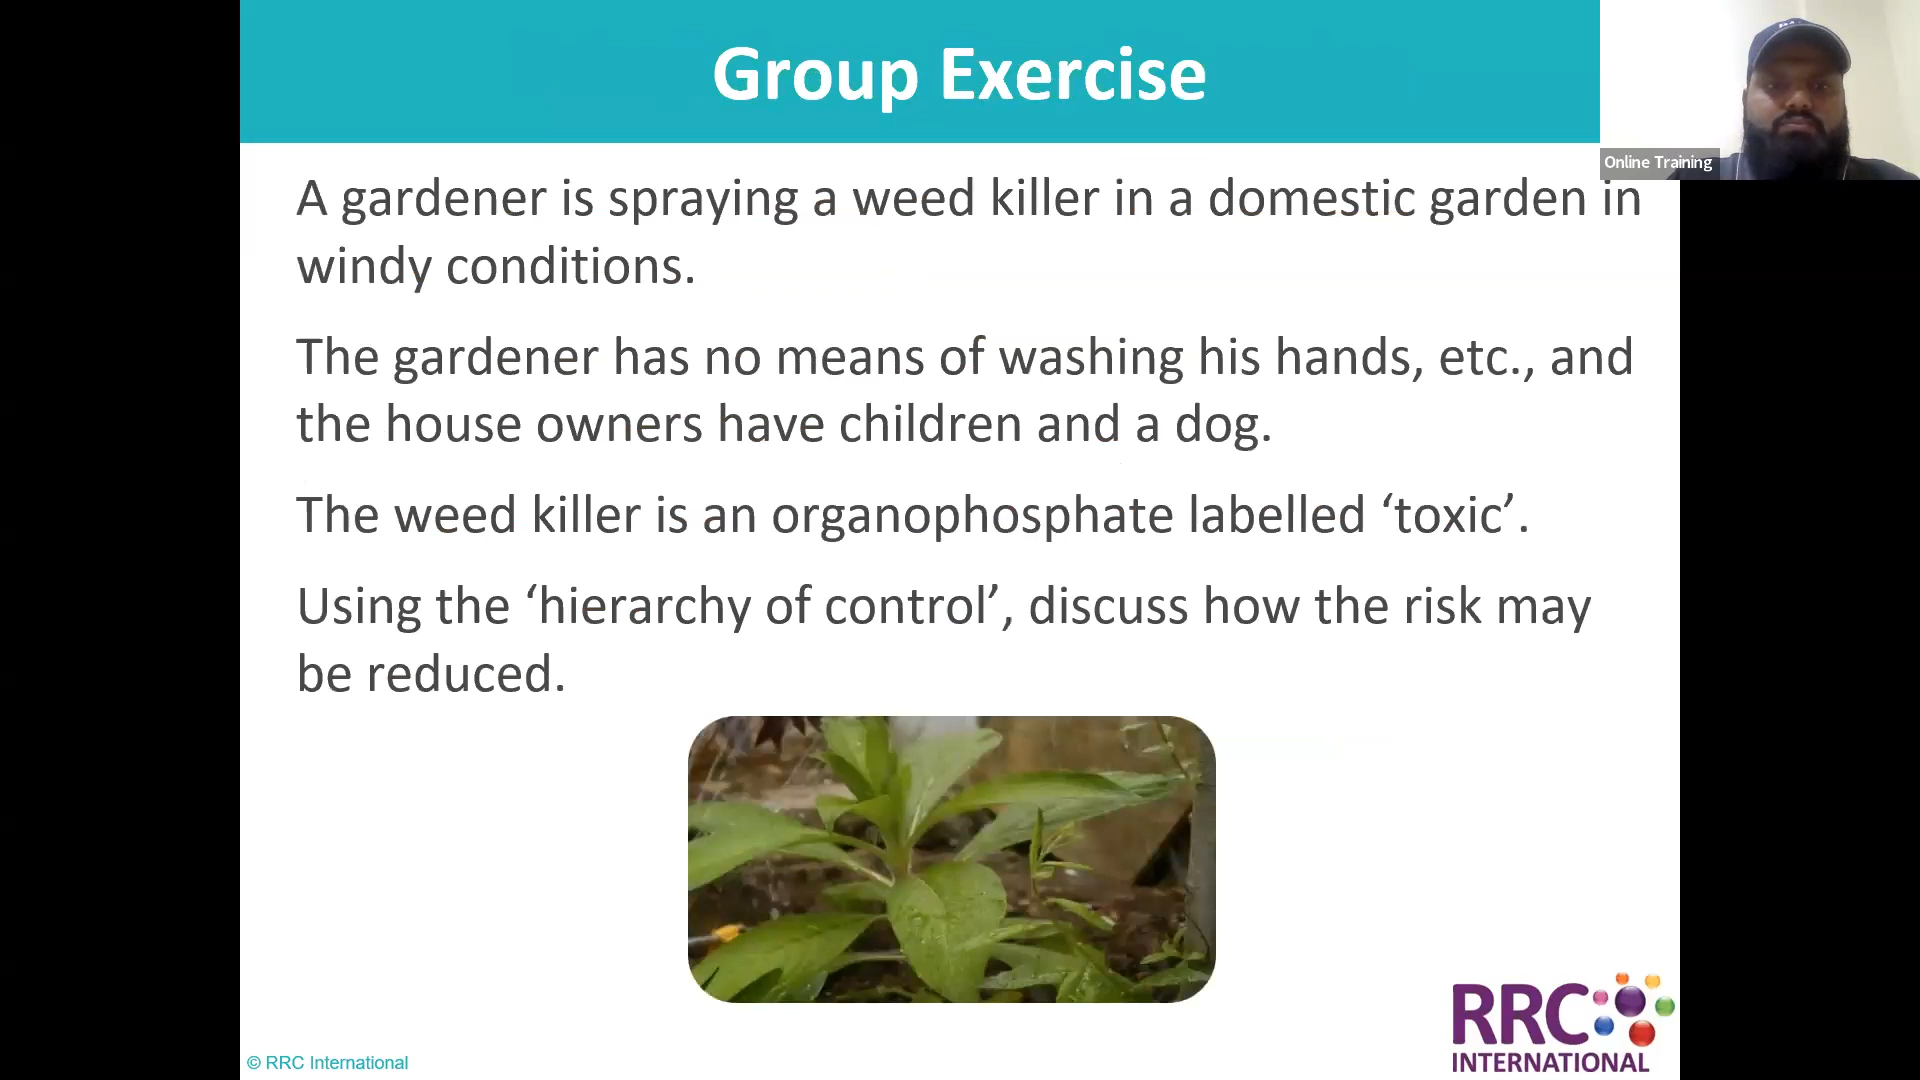 Group Exercise
Online Training
A gardener is spraying a weed killer in a domestic garden in
windy conditions.
The gardener has no means of washing his hands, etc., and
the house owners have children and a dog.
The weed killer is an organophosphate labelled ‘toxic’.
Using the ‘hierarchy of control’, discuss how the risk may
be reduced.
RRC
INTERNATIONAL
© RRC International